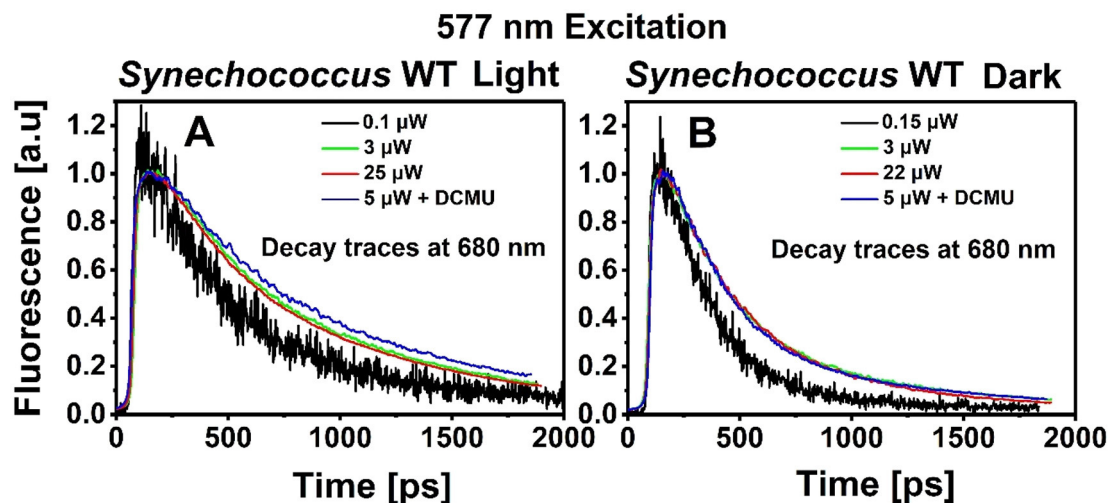 577 nm Excitation
Synechococcus WT Light
Synechococcus WT Dark
A
0.1 µW
3 µW
25 µW
5 µW + DCMU
Decay traces at 680 nm
B
0.15 µW
3 µW
22 µW
5 µW + DCMU
Decay traces at 680 nm
Fluorescence [a.u]
1.2
1.0
0.8
0.6
0.4
0.2
0.0
0 500 1000 1500 2000
Time [ps]
1.2
1.0
0.8
0.6
0.4
0.2
0.0
0 500 1000 1500 2000
Time [ps]